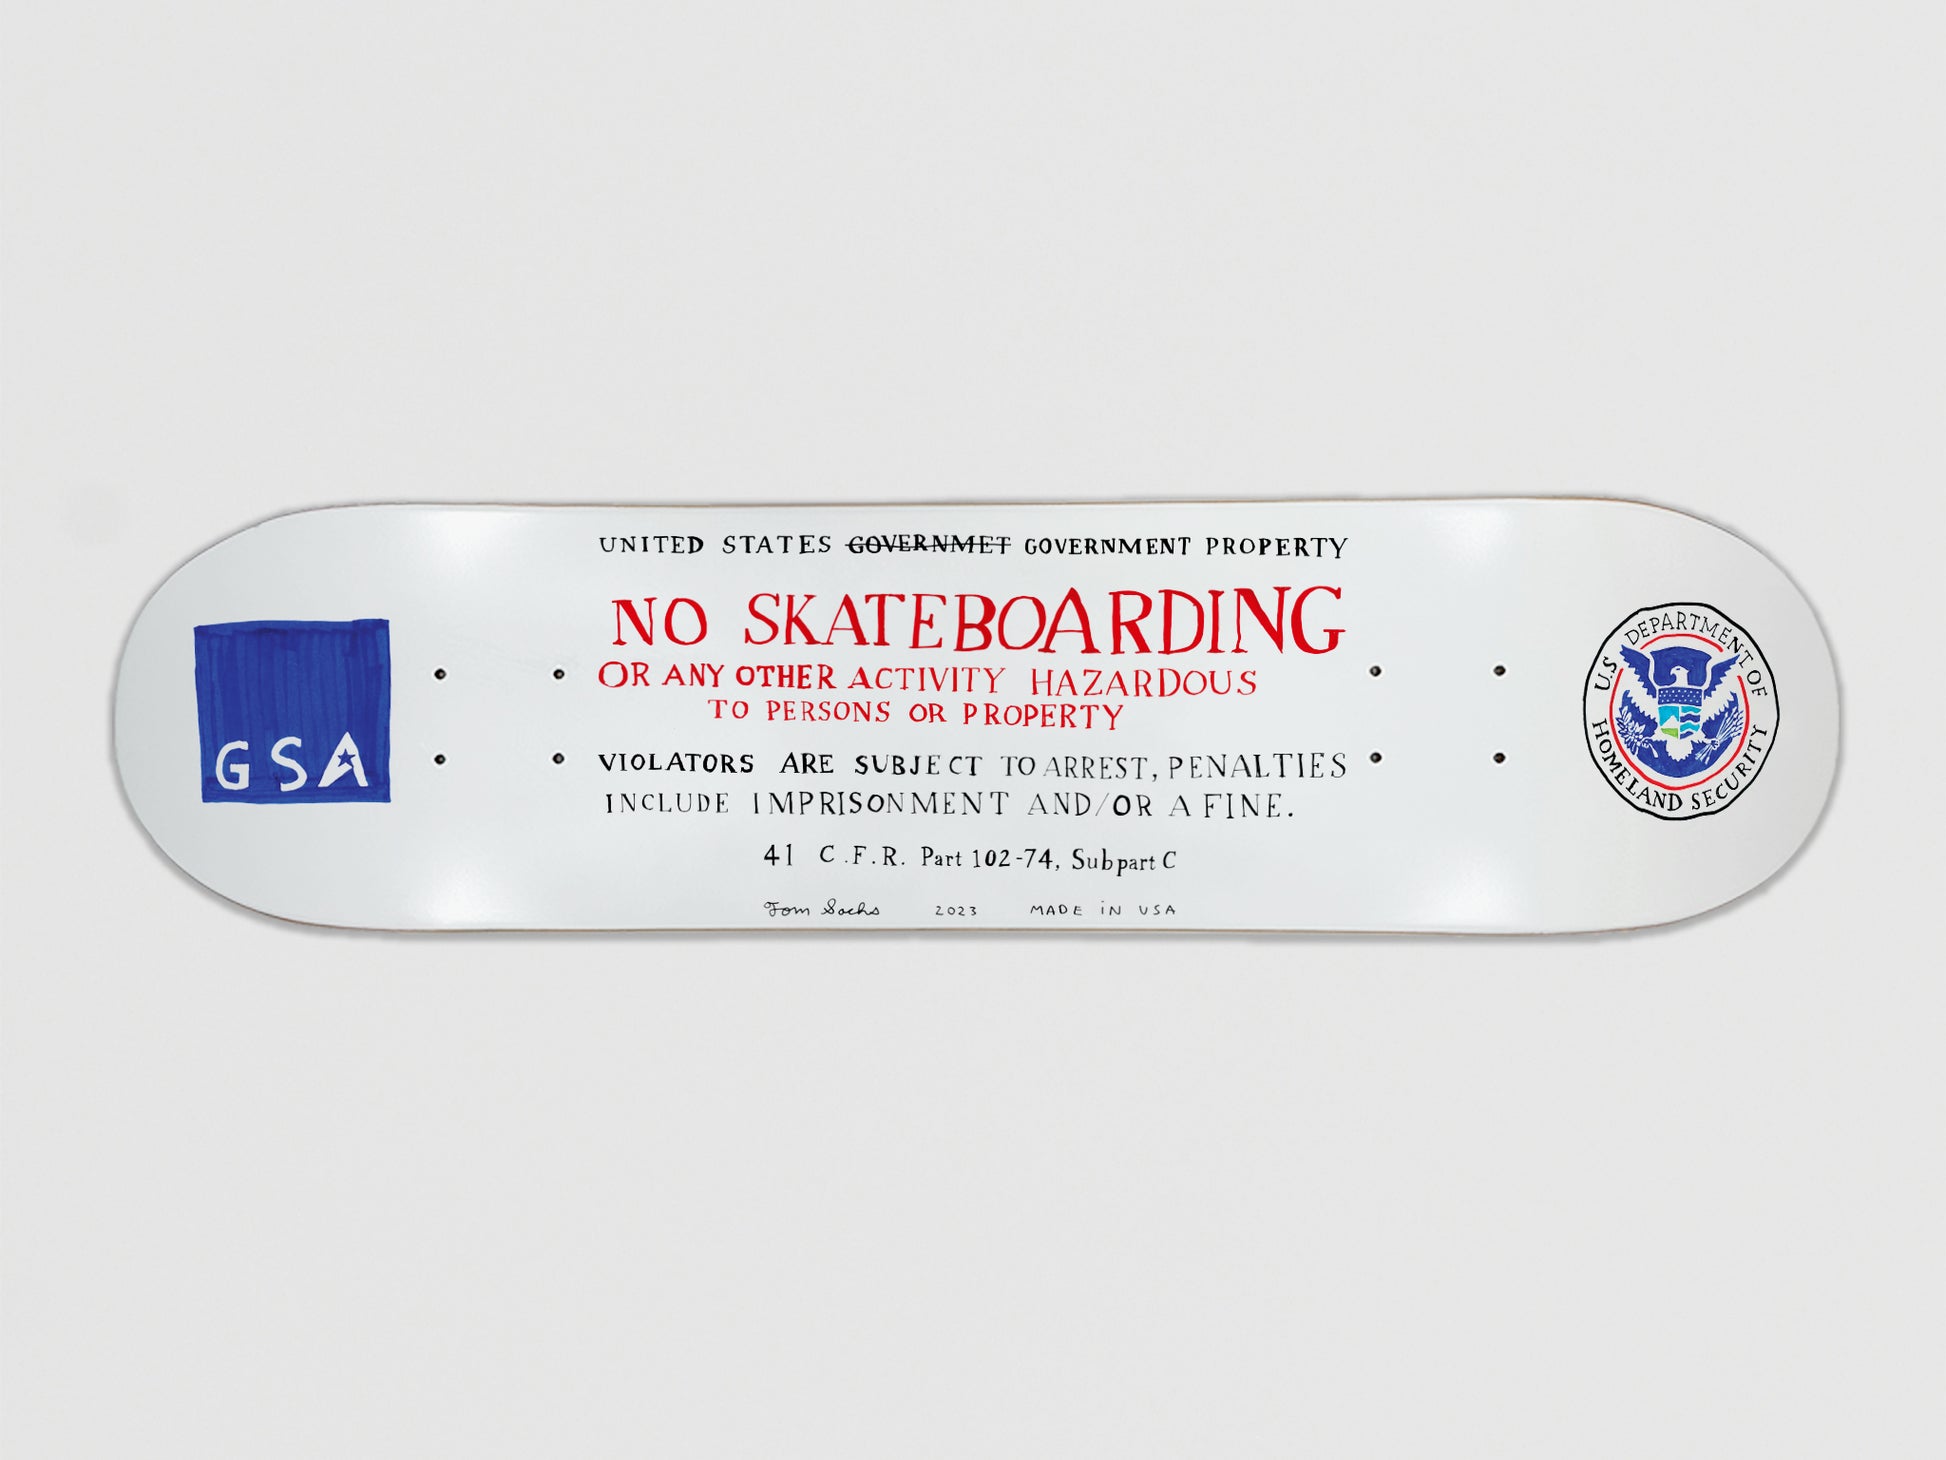 UNITED STATES GOVERNMET GOVERNMENT PROPERTY
NO SKATEBOARDING
OR ANY OTHER ACTIVITY HAZARDOUS
TO PERSONS OR PROPERTY
VIOLATORS ARE SUBJECT TO ARREST, PENALTIES
INCLUDE IMPRISONMENT AND/OR A FINE.
41 C.F.R. Part 102-74, Subpart C
Tom Sachs 2023 MADE iN USA
GSA
U.S. DEPARTMENT OF
HOMELAND SECURITY